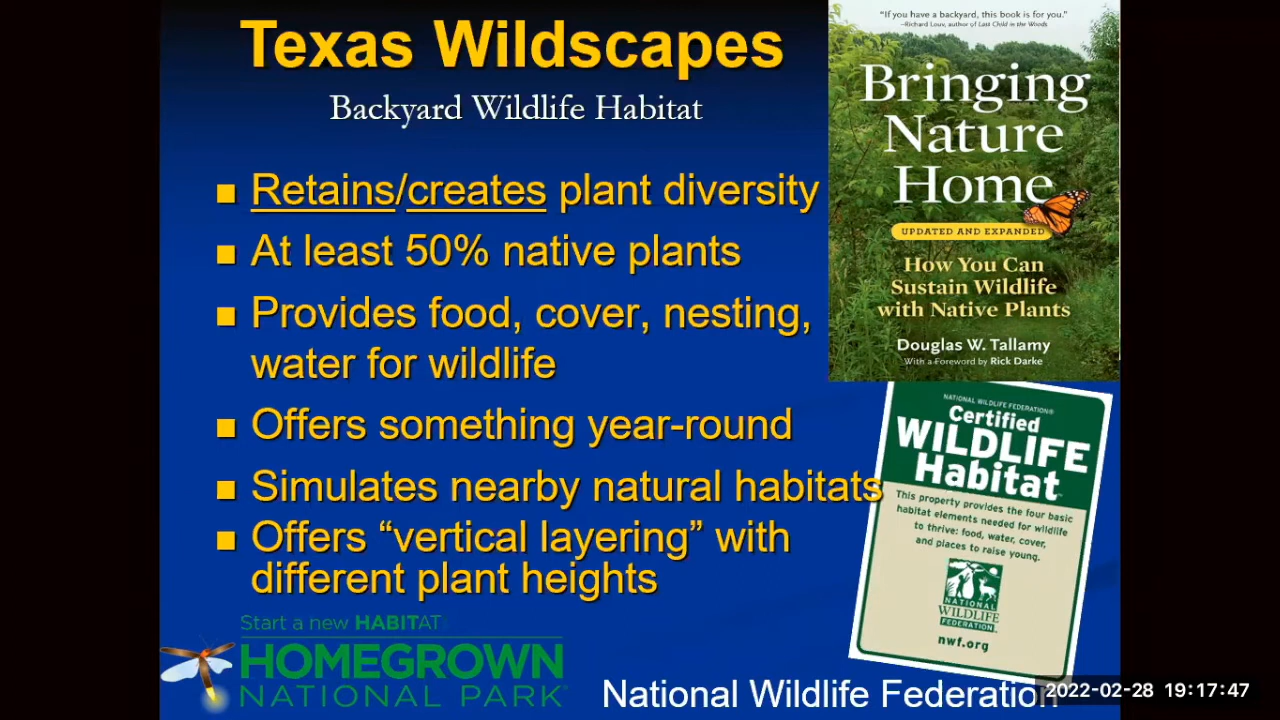 Texas Wildscapes
Backyard Wildlife Habitat
■ Retains/creates plant diversity
■ At least 50% native plants
■ Provides food, cover, nesting,
water for wildlife
■ Offers something year-round
■ Simulates nearby natural habitats
■ Offers “vertical layering” with
different plant heights
Start a new HABITAT
HOMEGROWN
NATIONAL PARK
"If you have a backyard, this book is for you."
—Richard Louv, author of Last Child in the Woods
Bringing
Nature
Home
UPDATED AND EXPANDED
How You Can
Sustain Wildlife
with Native Plants
Douglas W. Tallamy
With a Foreword by Rick Darke
NATIONAL WILDLIFE FEDERATION®
Certified
WILDLIFE
Habitat™
This property provides the four basic
habitat elements needed for wildlife
to thrive: food, water, cover,
and places to raise young.
NATIONAL
WILDLIFE
FEDERATION
nwf.org
National Wildlife Federation
2022-02-28 19:17:47